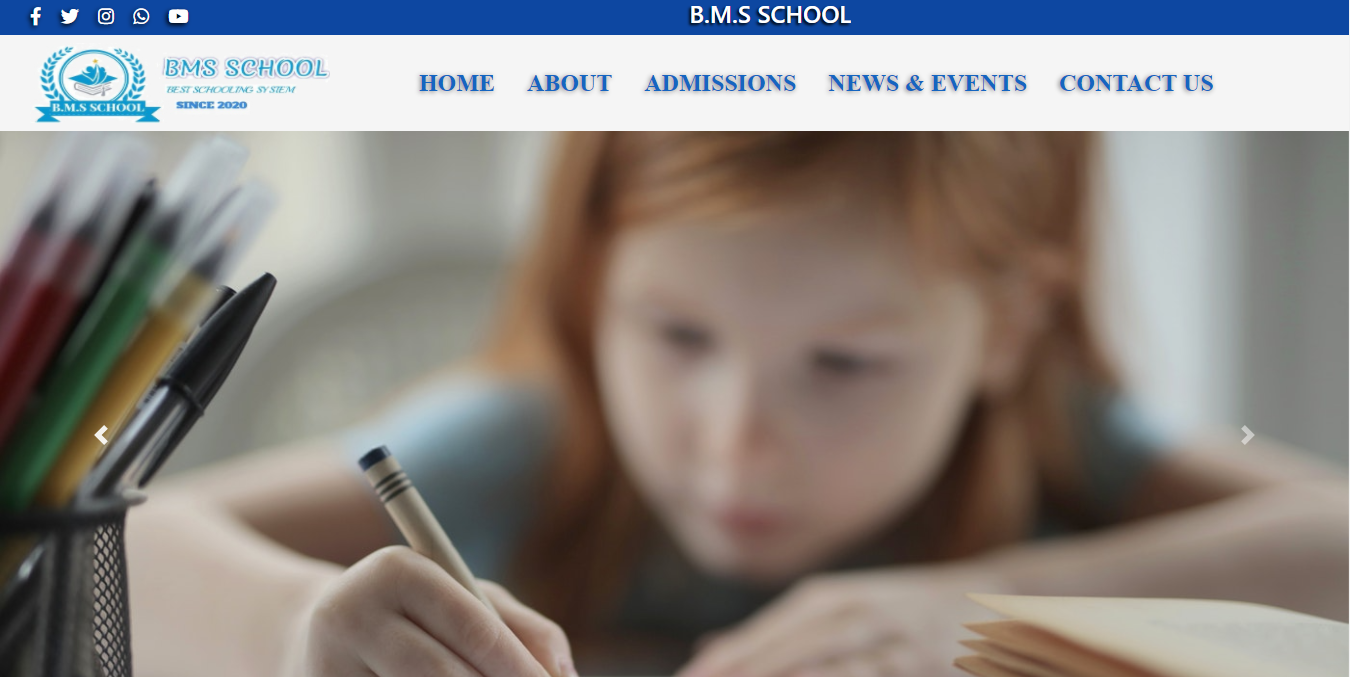 B.M.S SCHOOL
B.M.S SCHOOL
BMS SCHOOL
BEST SCHOOLING SYSTEM
SINCE 2020
HOME ABOUT ADMISSIONS NEWS & EVENTS CONTACT US